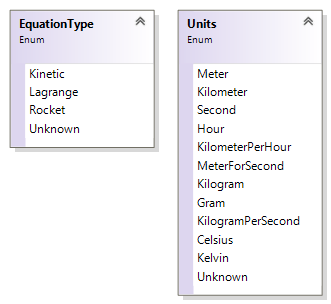 EquationType
Enum
Kinetic
Lagrange
Rocket
Unknown
Units
Enum
Meter
Kilometer
Second
Hour
KilometerPerHour
MeterForSecond
Kilogram
Gram
KilogramPerSecond
Celsius
Kelvin
Unknown